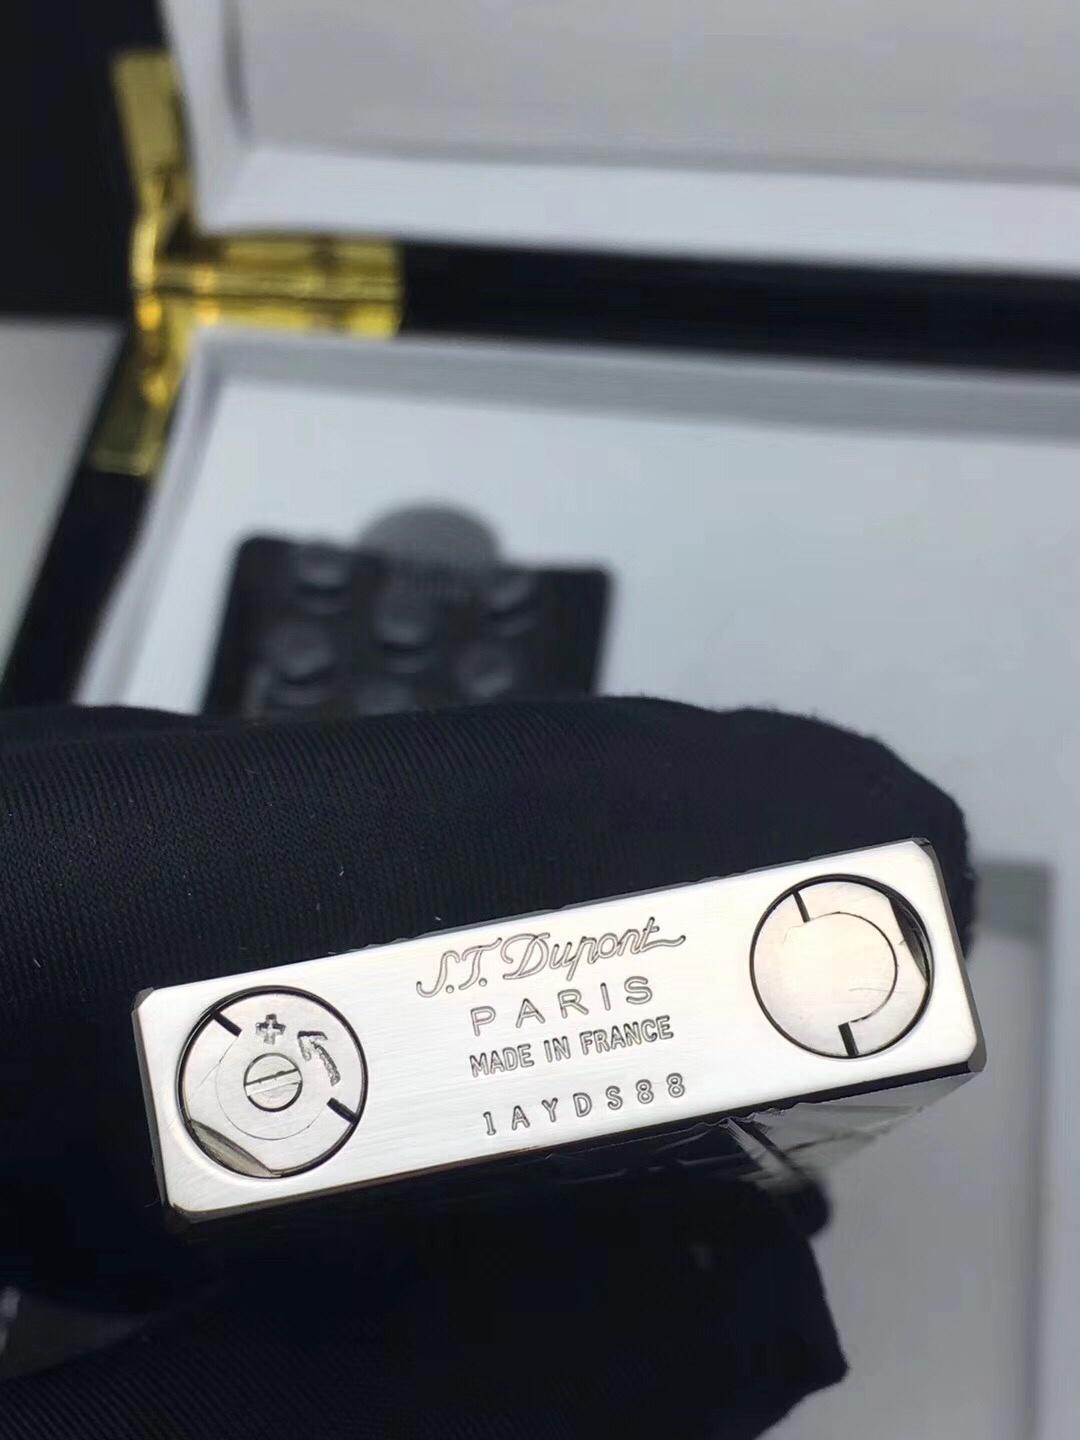 S.T. Dupont
PARIS
MADE IN FRANCE
1AYDS88
+